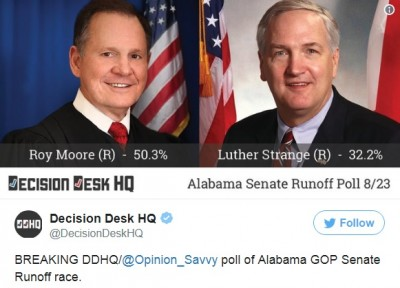 Roy Moore (R) - 50.3%
Luther Strange (R) - 32.2%
DECISION DESK HQ
Alabama Senate Runoff Poll 8/23
DDHQ
Decision Desk HQ
@DecisionDeskHQ
Follow
BREAKING DDHQ/@Opinion_Savvy poll of Alabama GOP Senate
Runoff race.